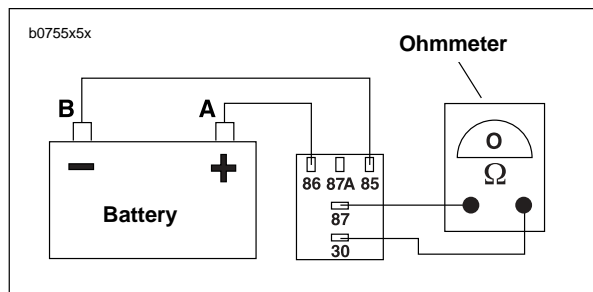 b0755x5x
Ohmmeter
B A
O
Ω
− +
86 87A 85
Battery
87
30